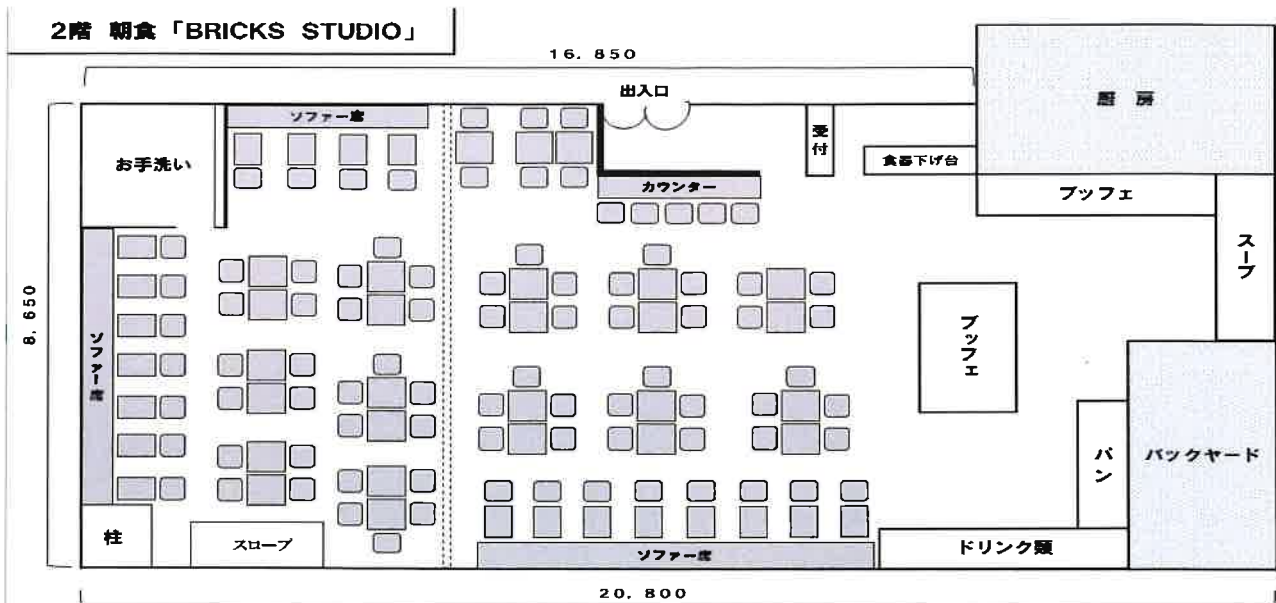 2階 朝食「BRICKS STUDIO」
16, 850
出入口
厨 房
ソファー席
受付
お手洗い
食器下げ台
カウンター
ブッフェ
スープ
8, 650
ソファー席
ブッフェ
パン
バックヤード
柱
スロープ
ソファー席
ドリンク類
20, 800